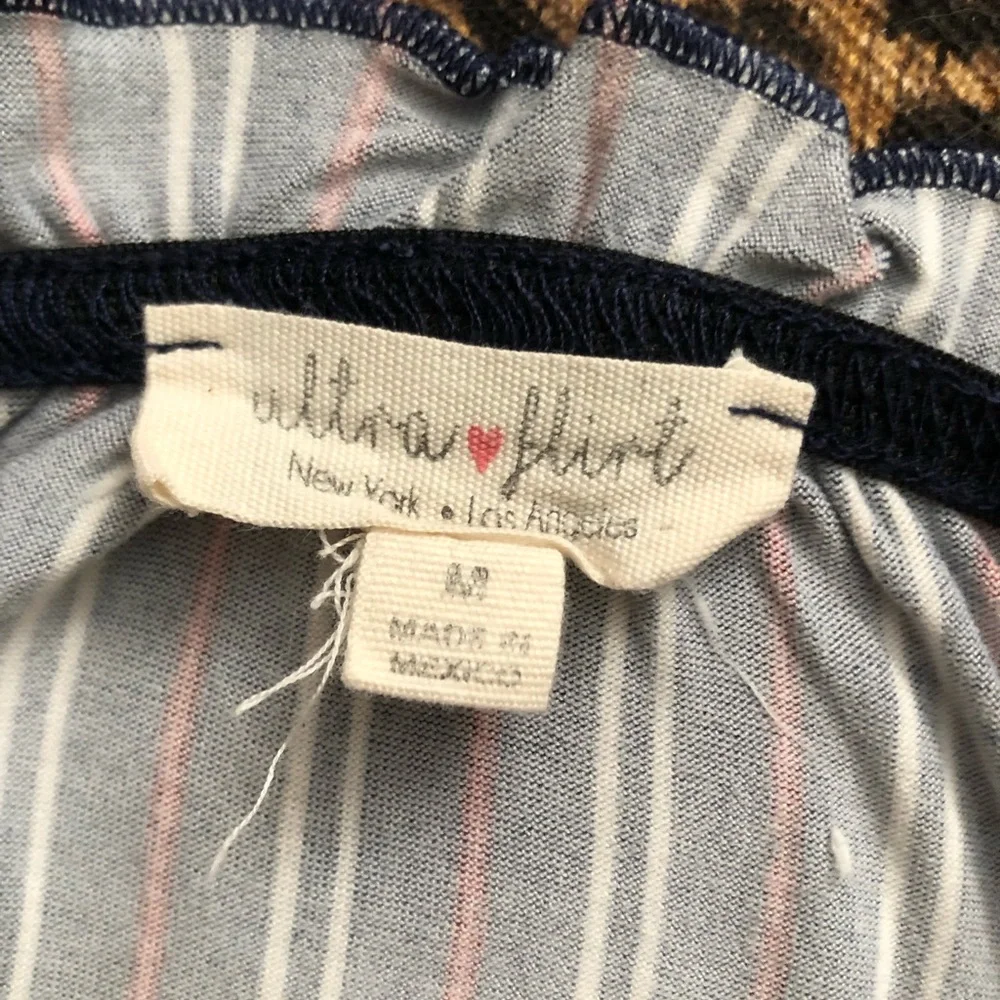 ultra flirt
New York • Los Angeles
M
MADE IN
MEXICO